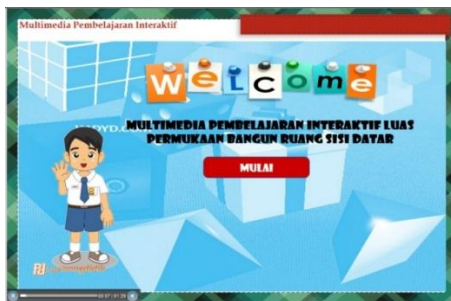 Multimedia Pembelajaran Interaktif
Welcome
MULTIMEDIA PEMBELAJARAN INTERAKTIF LUAS
PERMUKAAN BANGUN RUANG SISI DATAR
MULAI